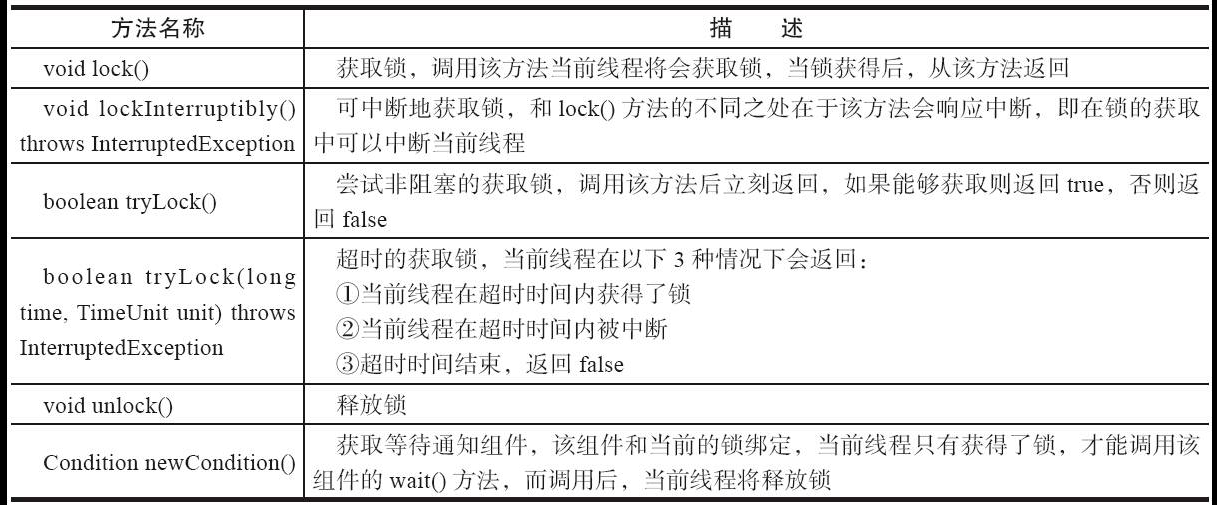 方法名称 描 述
void lock() 获取锁，调用该方法当前线程将会获取锁，当锁获得后，从该方法返回
void lockInterruptibly() throws InterruptedException 可中断地获取锁，和 lock() 方法的不同之处在于该方法会响应中断，即在锁的获取
中可以中断当前线程
boolean tryLock() 尝试非阻塞的获取锁，调用该方法后立刻返回，如果能够获取则返回 true，否则返
回 false
boolean tryLock(long
time, TimeUnit unit) throws
InterruptedException
超时的获取锁，当前线程在以下 3 种情况下会返回：
①当前线程在超时时间内获得了锁
②当前线程在超时时间内被中断
③超时时间结束，返回 false
void unlock() 释放锁
Condition newCondition() 获取等待通知组件，该组件和当前的锁绑定，当前线程只有获得了锁，才能调用该
组件的 wait() 方法，而调用后，当前线程将释放锁